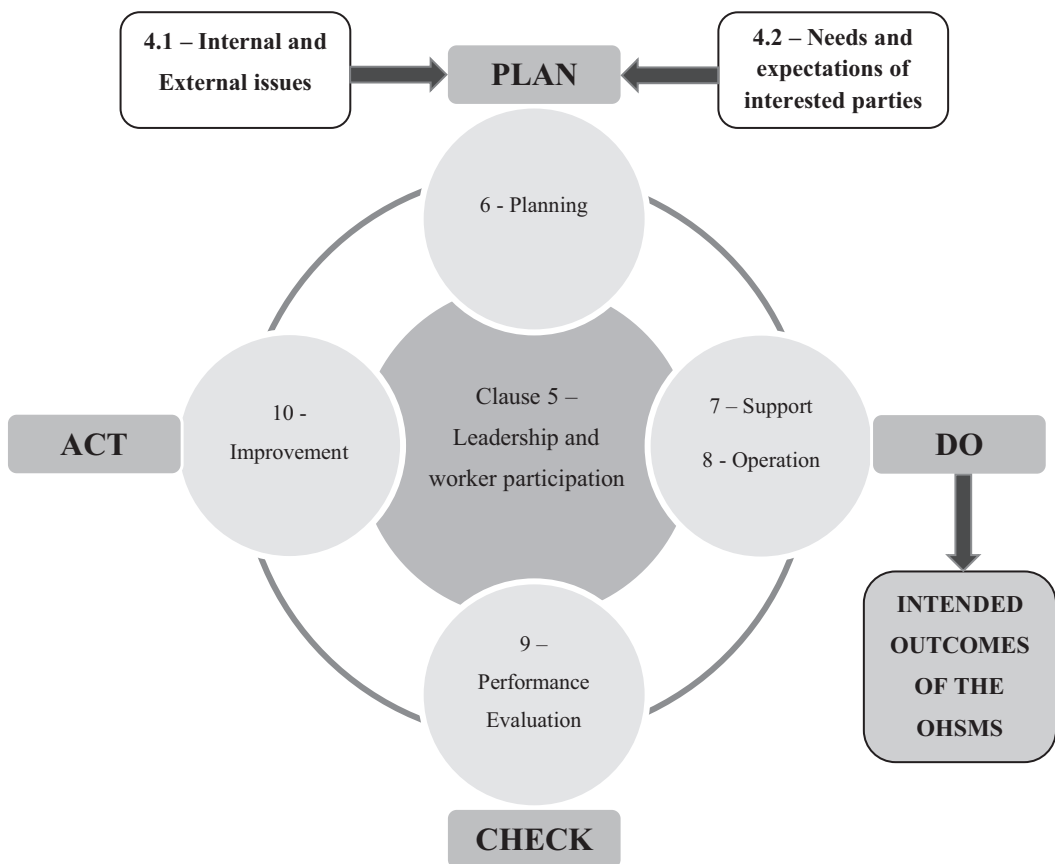 4.1 – Internal and
External issues
PLAN
4.2 – Needs and
expectations of
interested parties
6 - Planning
ACT
10 -
Improvement
Clause 5 –
Leadership and
worker participation
7 – Support
8 - Operation
DO
INTENDED
OUTCOMES
OF THE
OHSMS
9 –
Performance
Evaluation
CHECK